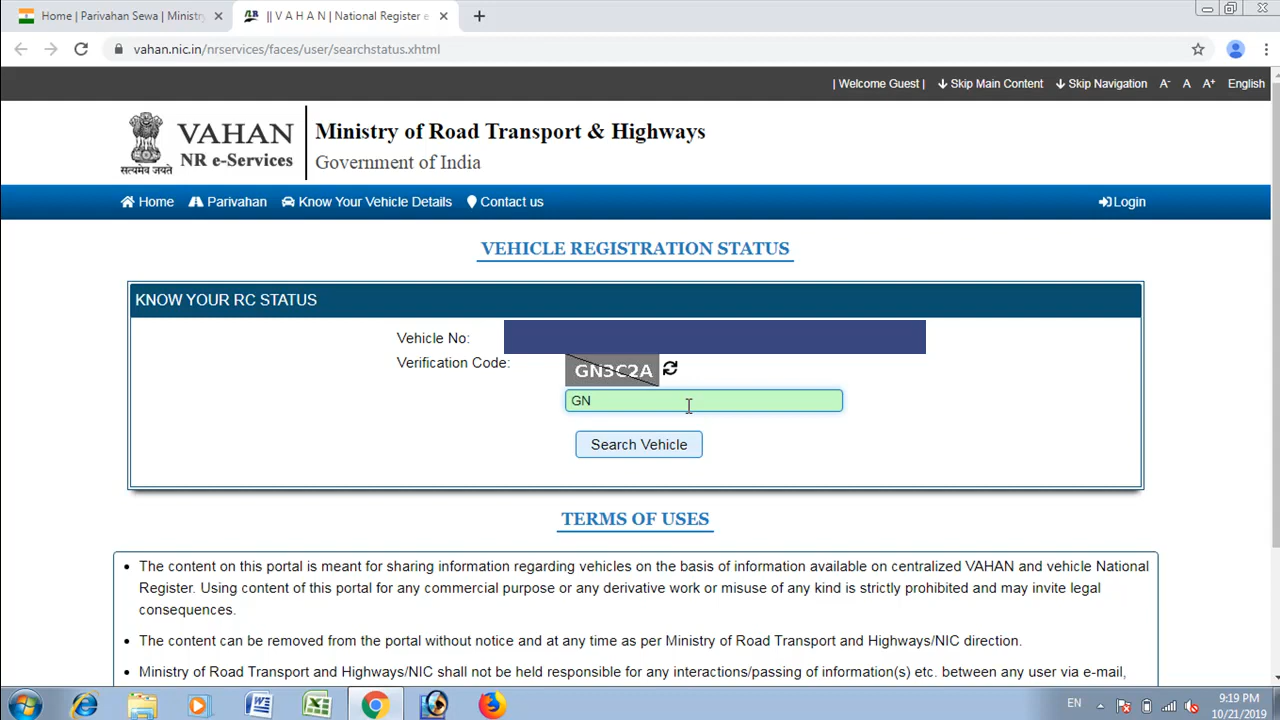 Home | Parivahan Sewa | Ministry
|| V A H A N | National Register e
vahan.nic.in/nrservices/faces/user/searchstatus.xhtml
| Welcome Guest | Skip Main Content Skip Navigation A- A A+ English
VAHAN
NR e-Services
सत्यमेव जयते
Ministry of Road Transport & Highways
Government of India
Home Parivahan Know Your Vehicle Details Contact us Login
VEHICLE REGISTRATION STATUS
KNOW YOUR RC STATUS
Vehicle No:
Verification Code:
GN3C2A
GN
Search Vehicle
TERMS OF USES
The content on this portal is meant for sharing information regarding vehicles on the basis of information available on centralized VAHAN and vehicle National
Register. Using content of this portal for any commercial purpose or any derivative work or misuse of any kind is strictly prohibited and may invite legal
consequences.
The content can be removed from the portal without notice and at any time as per Ministry of Road Transport and Highways/NIC direction.
Ministry of Road Transport and Highways/NIC shall not be held responsible for any interactions/passing of information(s) etc. between any user via e-mail,
EN
9:19 PM
10/21/2019